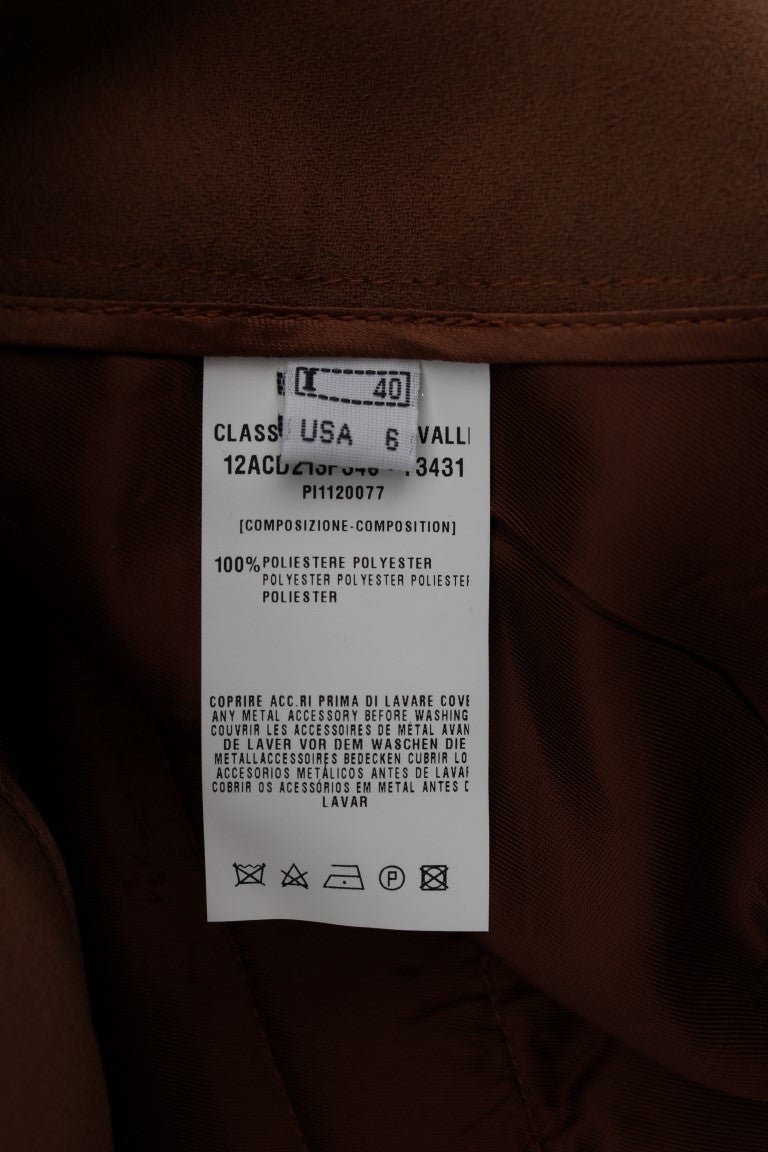 I 40
USA 6
CLASS VALLI
3431
PI1120077
[COMPOSIZIONE-COMPOSITION]
100% POLIESTERE POLYESTER
POLYESTER POLYESTER POLIESTER
POLIESTER
COPRIRE ACC.RI PRIMA DI LAVARE COVE
ANY METAL ACCESSORY BEFORE WASHING
COUVRIR LES ACCESSOIRES DE MÉTAL AVAN
DE LAVER VOR DEM WASCHEN DIE
METALLACCESSOIRES BEDECKEN CUBRIR LO
ACCESORIOS METÁLICOS ANTES DE LAVAR
COBRIR OS ACESSÓRIOS EM METAL ANTES D
LAVAR
P